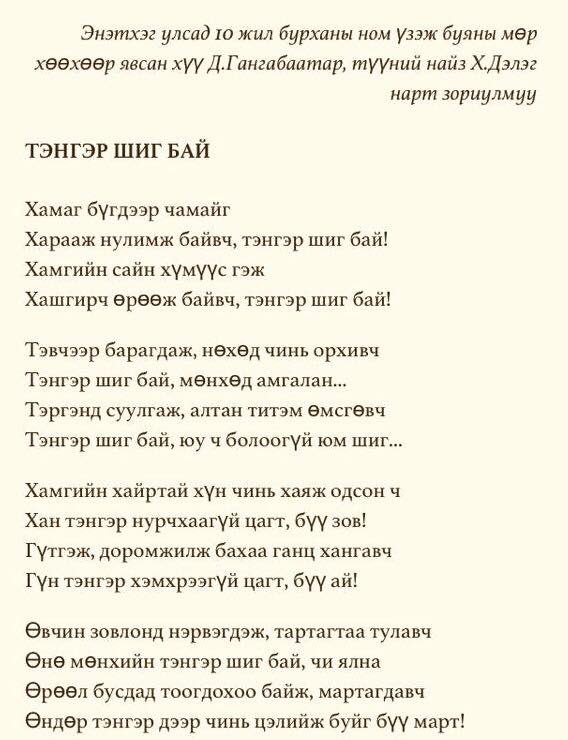 Энэтхэг улсад 10 жил бурханы ном үзэж буяны мөр
хөөхөөр явсан хүү Д.Гангабаатар, түүний найз Х.Дэлэг
нарт зориулмуу
ТЭНГЭР ШИГ БАЙ
Хамаг бүгдээр чамайг
Харааж нулимж байвч, тэнгэр шиг бай!
Хамгийн сайн хүмүүс гэж
Хашгирч өрөөж байвч, тэнгэр шиг бай!
Тэвчээр барагдаж, нөхөд чинь орхивч
Тэнгэр шиг бай, мөнхөд амгалан...
Тэргэнд суулгаж, алтан титэм өмсгөвч
Тэнгэр шиг бай, юу ч болоогүй юм шиг...
Хамгийн хайртай хүн чинь хаяж одсон ч
Хан тэнгэр нурчхаагүй цагт, бүү зов!
Гүтгэж, доромжилж бахаа ганц хангавч
Гүн тэнгэр хэмхрээгүй цагт, бүү ай!
Өвчин зовлонд нэрвэгдэж, тартагтаа тулавч
Өнө мөнхийн тэнгэр шиг бай, чи ялна
Өрөөл бусдад тоогдохоо байж, мартагдавч
Өндөр тэнгэр дээр чинь цэлийж буйг бүү март!